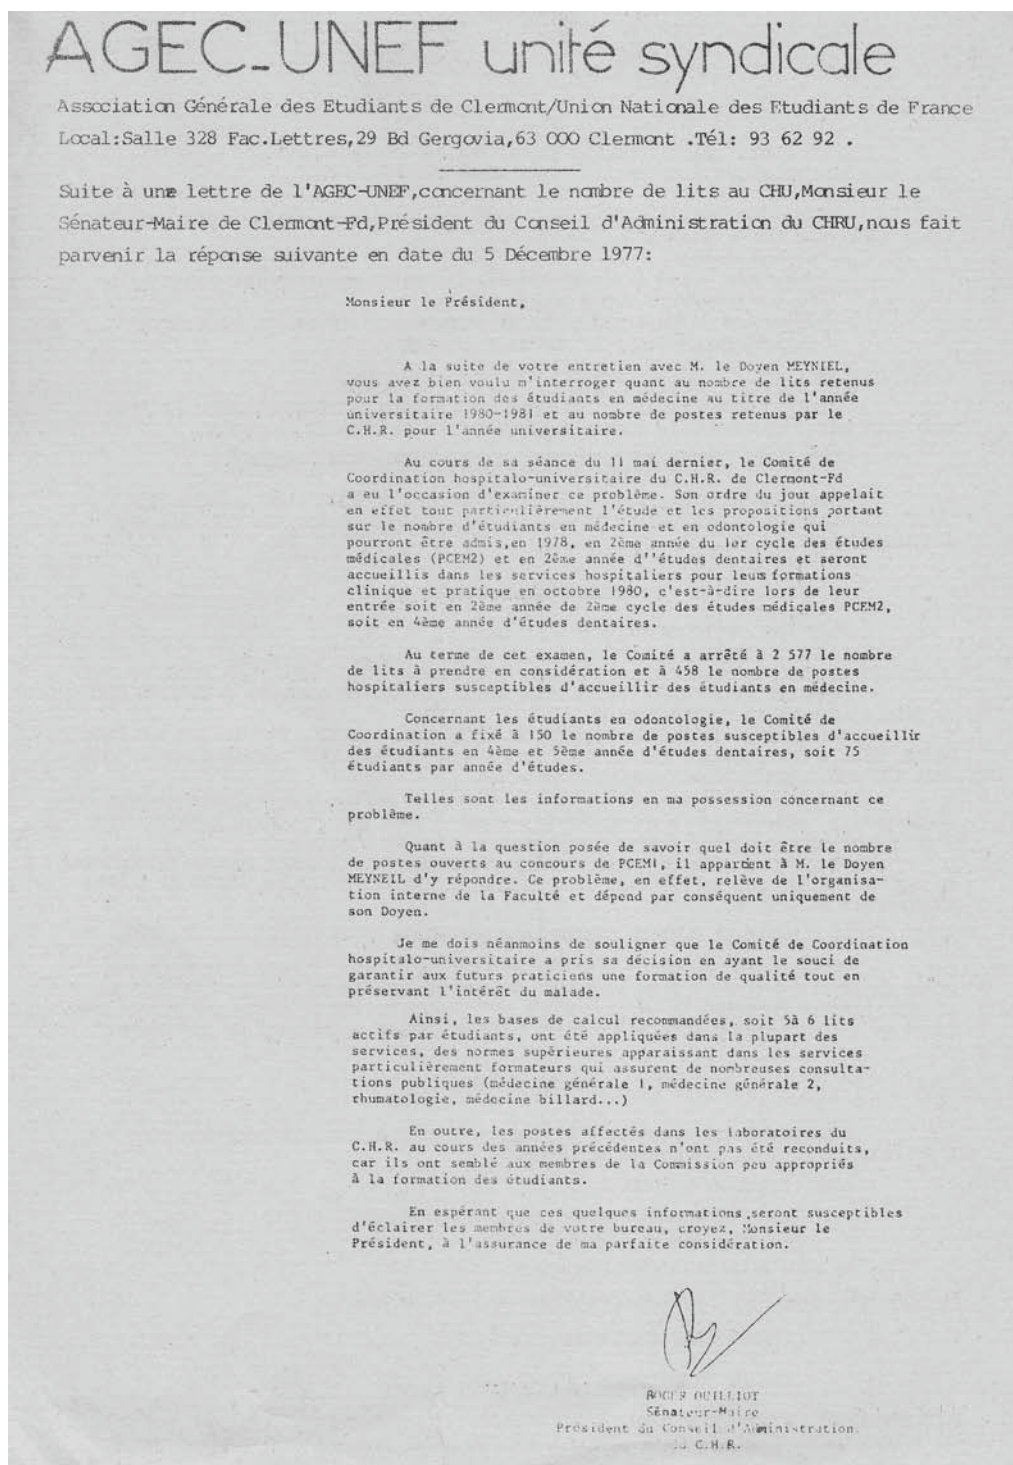 AGEC-UNEF unité syndicale
Association Générale des Etudiants de Clermont/Union Nationale des Etudiants de France
Local:Salle 328 Fac.Lettres,29 Bd Gergovia,63 000 Clermont .Tél: 93 62 92 .
Suite à une lettre de l'AGEC-UNEF,concernant le nombre de lits au CHU,Monsieur le
Sénateur-Maire de Clermont-Fd,Président du Conseil d'Administration du CHRU,nous fait
parvenir la réponse suivante en date du 5 Décembre 1977:
Monsieur le Président,
A la suite de votre entretien avec M. le Doyen MEYNIEL,
vous avez bien voulu m'interroger quant au nombre de lits retenus
pour la formation des étudiants en médecine au titre de l'année
universitaire 1980-1981 et au nombre de postes retenus par le
C.H.R. pour l'année universitaire.
Au cours de sa séance du 11 mai dernier, le Comité de
Coordination hospitalo-universitaire du C.H.R. de Clermont-Fd
a eu l'occasion d'examiner ce problème. Son ordre du jour appelait
en effet tout particulièrement l'étude et les propositions portant
sur le nombre d'étudiants en médecine et en odontologie qui
pourront être admis,en 1978, en 2ème année du 1er cycle des études
médicales (PCEM2) et en 2ème année d''études dentaires et seront
accueillis dans les services hospitaliers pour leurs formations
clinique et pratique en octobre 1980, c'est-à-dire lors de leur
entrée soit en 2ème année de 2ème cycle des études médicales PCEM2,
soit en 4ème année d'études dentaires.
Au terme de cet examen, le Comité a arrêté à 2 577 le nombre
de lits à prendre en considération et à 458 le nombre de postes
hospitaliers susceptibles d'accueillir des étudiants en médecine.
Concernant les étudiants en odontologie, le Comité de
Coordination a fixé à 150 le nombre de postes susceptibles d'accueillir
des étudiants en 4ème et 5ème année d'études dentaires, soit 75
étudiants par année d'études.
Telles sont les informations en ma possession concernant ce
problème.
Quant à la question posée de savoir quel doit être le nombre
de postes ouverts au concours de PCEM1, il appartient à M. le Doyen
MEYNEIL d'y répondre. Ce problème, en effet, relève de l'organisa-
tion interne de la Faculté et dépend par conséquent uniquement de
son Doyen.
Je me dois néanmoins de souligner que le Comité de Coordination
hospitalo-universitaire a pris sa décision en ayant le souci de
garantir aux futurs praticiens une formation de qualité tout en
préservant l'intérêt du malade.
Ainsi, les bases de calcul recommandées, soit 5à 6 lits
actifs par étudiants, ont été appliquées dans la plupart des
services, des normes supérieures apparaissant dans les services
particulièrement formateurs qui assurent de nombreuses consulta-
tions publiques (médecine générale 1, médecine générale 2,
rhumatologie, médecine billard...)
En outre, les postes affectés dans les laboratoires du
C.H.R. au cours des années précédentes n'ont pas été reconduits,
car ils ont semblé aux membres de la Commission peu appropriés
à la formation des étudiants.
En espérant que ces quelques informations seront susceptibles
d'éclairer les membres de votre bureau, croyez, Monsieur le
Président, à l'assurance de ma parfaite considération.
ROGER QUILLIOT
Sénateur-Maire
Président du Conseil d'Administration
du C.H.R.